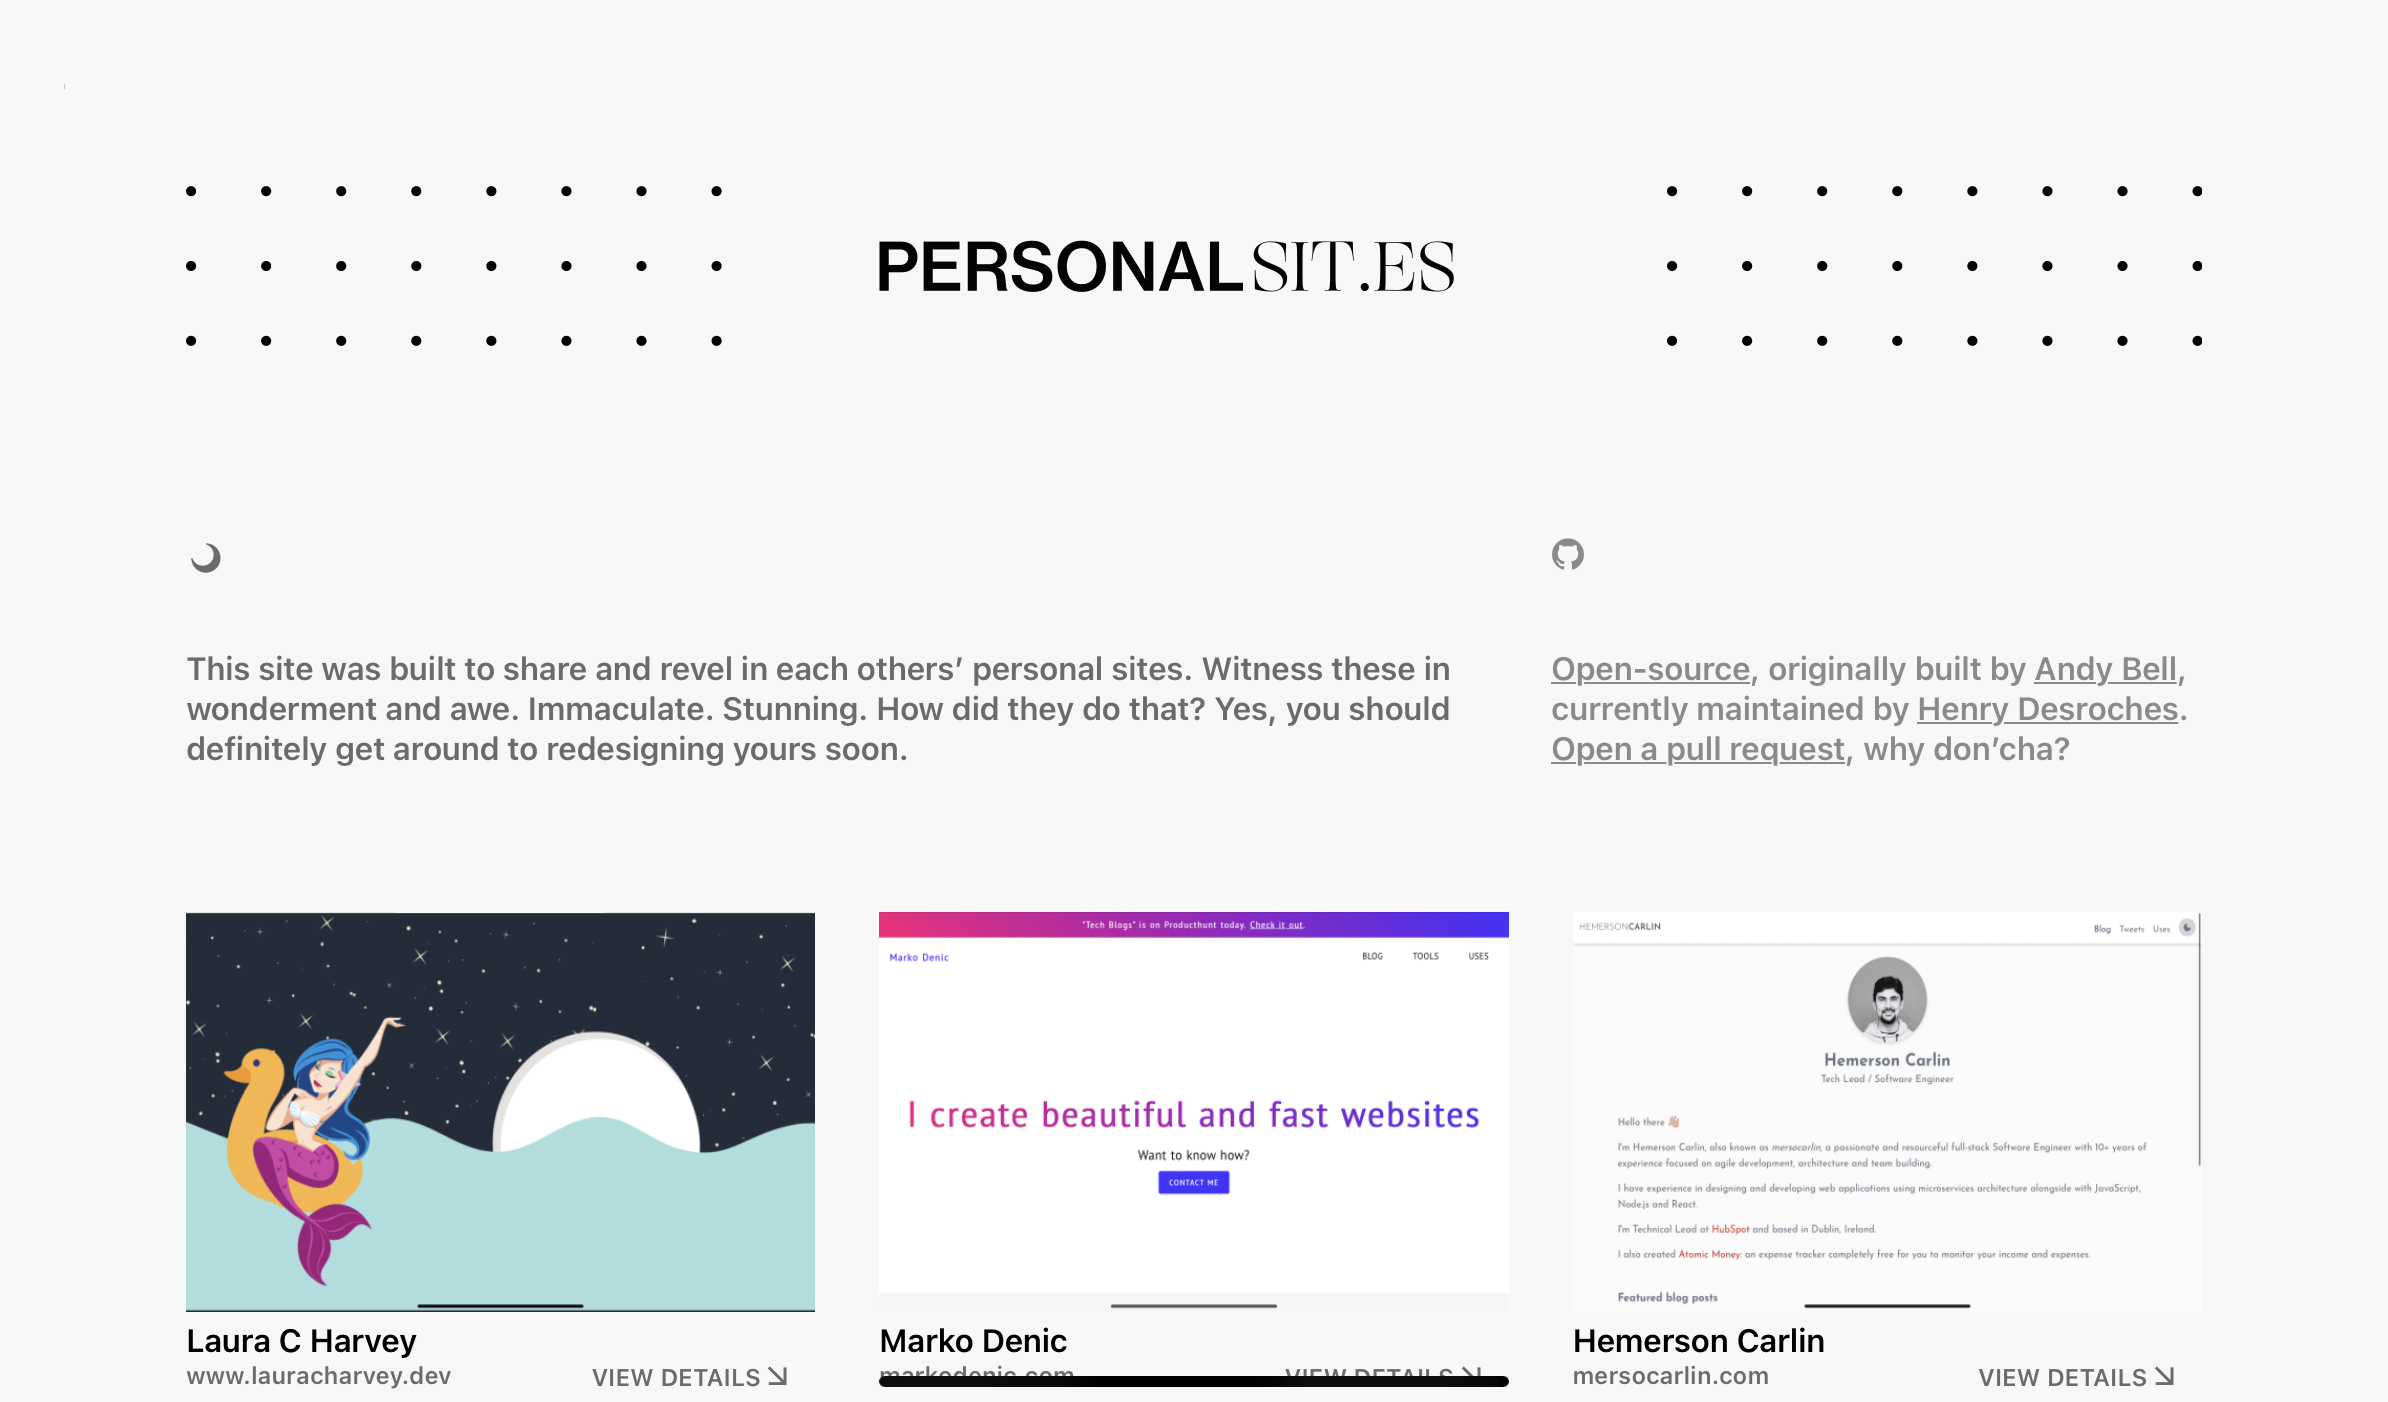 PERSONALSIT.ES
This site was built to share and revel in each others’ personal sites. Witness these in
wonderment and awe. Immaculate. Stunning. How did they do that? Yes, you should
definitely get around to redesigning yours soon.
Open-source, originally built by Andy Bell,
currently maintained by Henry Desroches.
Open a pull request, why don’cha?
Laura C Harvey
www.lauracharvey.dev
VIEW DETAILS
"Tech Blogs" is on Producthunt today. Check it out.
Marko Denic
BLOG TOOLS USES
I create beautiful and fast websites
Want to know how?
CONTACT ME
Marko Denic
markodenic.com
VIEW DETAILS
HEMERSONCARLIN
Blog Tweets Uses
Hemerson Carlin
Tech Lead / Software Engineer
Hello there 👋🏼
I'm Hemerson Carlin, also known as mersocarlin, a passionate and resourceful full-stack Software Engineer with 10+ years of
experience focused on agile development, architecture and team building.
I have experience in designing and developing web applications using microservices architecture alongside with JavaScript,
Node.js and React.
I'm Technical Lead at HubSpot and based in Dublin, Ireland.
I also created Atomic Money: an expense tracker completely free for you to monitor your income and expenses.
Featured blog posts
Hemerson Carlin
mersocarlin.com
VIEW DETAILS